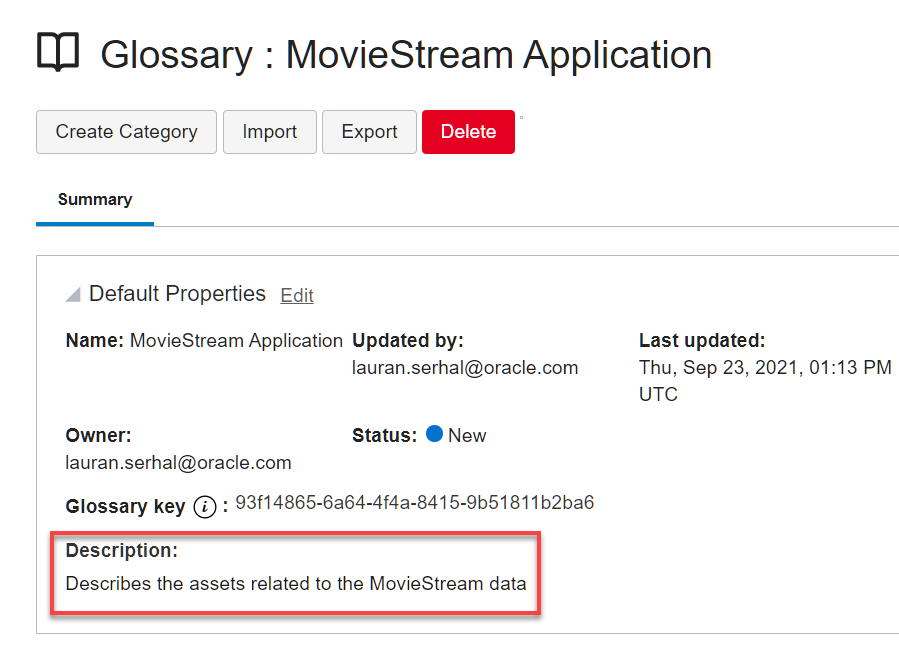 Glossary : MovieStream Application
Create Category Import Export Delete
Summary
Default Properties Edit
Name: MovieStream Application Updated by: Last updated:
lauran.serhal@oracle.com Thu, Sep 23, 2021, 01:13 PM
UTC
Owner: Status: New
lauran.serhal@oracle.com
Glossary key i : 93f14865-6a64-4f4a-8415-9b51811b2ba6
Description:
Describes the assets related to the MovieStream data